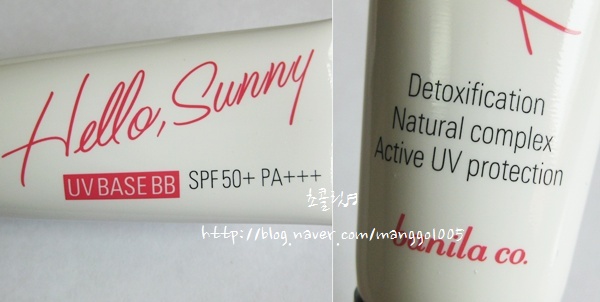 Hello, Sunny
UV BASE BB SPF50+ PA+++
초콜릿♬
http://blog.naver.com/manggo1005
Detoxification
Natural complex
Active UV protection
banila co.